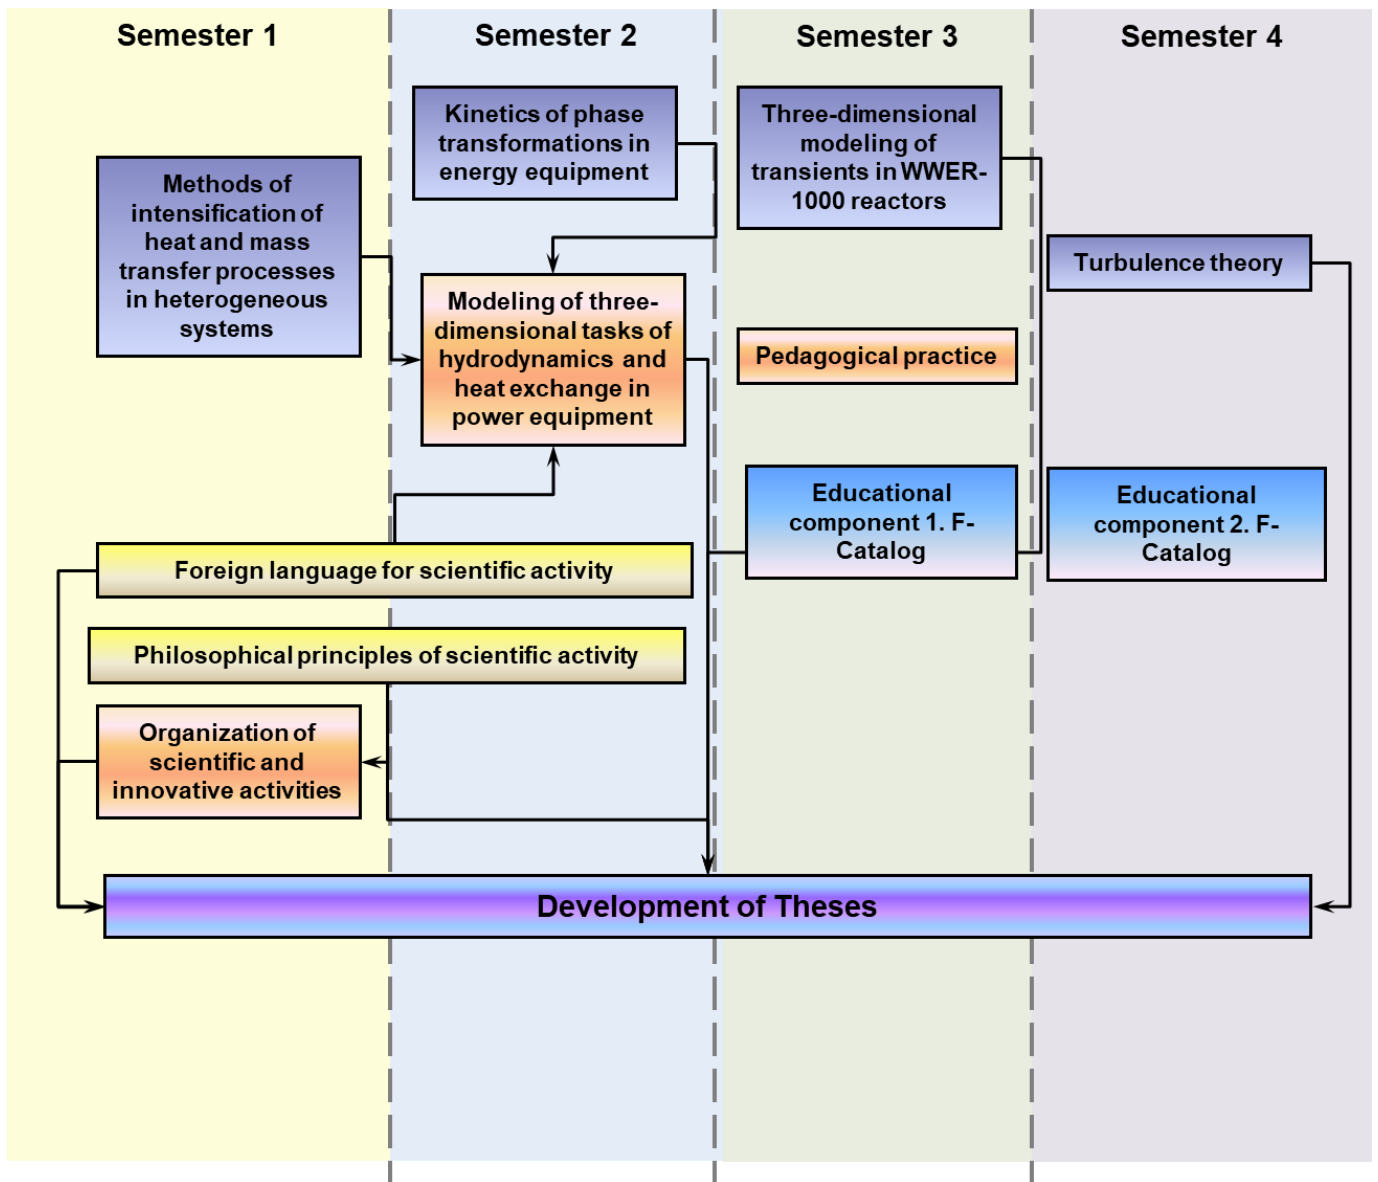 Semester 1
Semester 2
Semester 3
Semester 4
Kinetics of phase
transformations in
energy equipment
Three-dimensional
modeling of
transients in WWER-
1000 reactors
Methods of
intensification of
heat and mass
transfer processes
in heterogeneous
systems
Turbulence theory
Modeling of three-
dimensional tasks of
hydrodynamics and
heat exchange in
power equipment
Pedagogical practice
Educational
component 1. F-
Catalog
Educational
component 2. F-
Catalog
Foreign language for scientific activity
Philosophical principles of scientific activity
Organization of
scientific and
innovative activities
Development of Theses